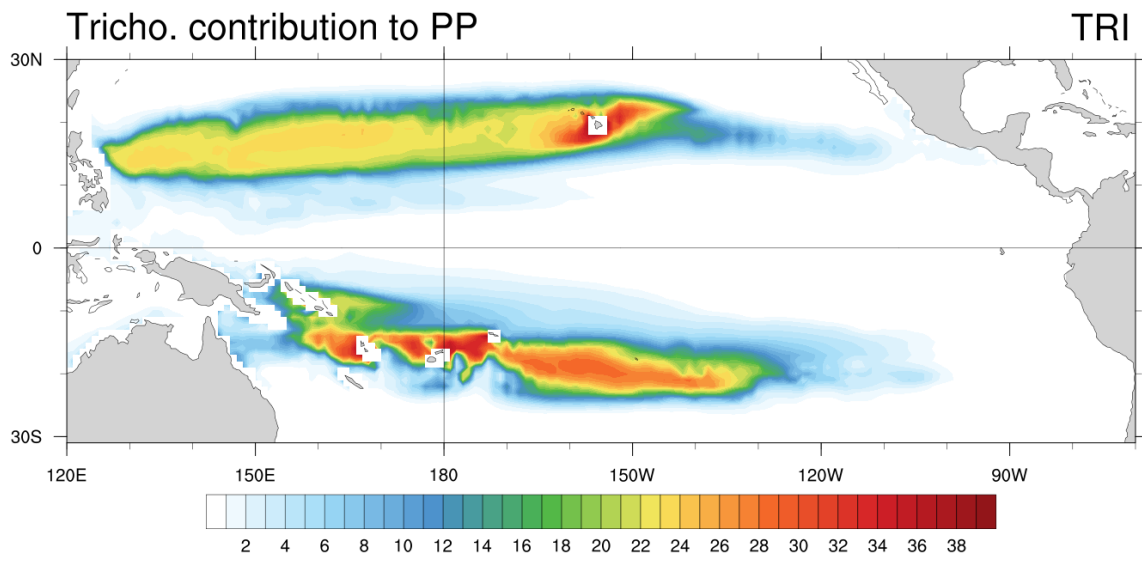 Tricho. contribution to PP TRI
30N
0
30S
120E 150E 180 150W 120W 90W
2 4 6 8 10 12 14 16 18 20 22 24 26 28 30 32 34 36 38